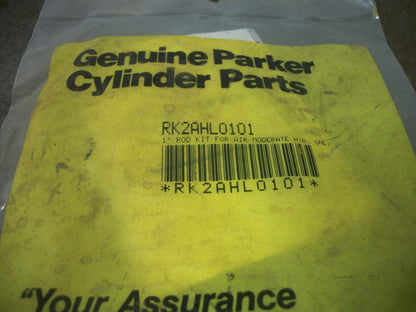 Genuine Parker
Cylinder Parts
RK2AHL0101
1" ROD KIT FOR AIR/MODERATE HYD. ONLY
*RK2AHL0101*
"Your Assurance